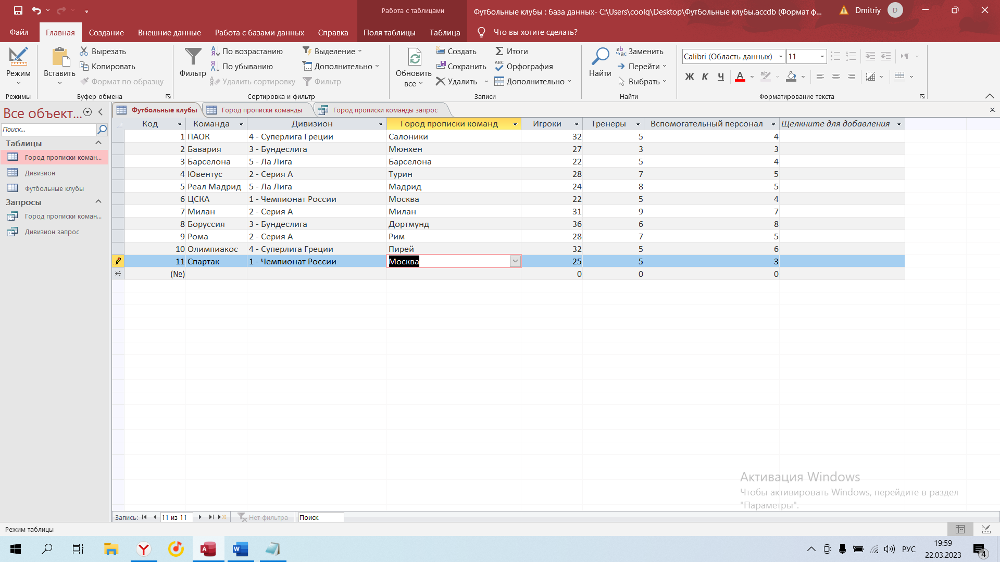 Работа с таблицами
Футбольные клубы : база данных- C:\Users\coolq\Desktop\Футбольные клубы.accdb (Формат ф...
Dmitriy
D
Файл
Главная
Создание
Внешние данные
Работа с базами данных
Справка
Поля таблицы
Таблица
Что вы хотите сделать?
Режим
Режимы
Вставить
Вырезать
Копировать
Формат по образцу
Буфер обмена
Фильтр
По возрастанию
По убыванию
Удалить сортировку
Выделение
Дополнительно
Фильтр
Сортировка и фильтр
Обновить
все
Создать
Сохранить
Удалить
Итоги
Орфография
Дополнительно
Записи
Найти
Заменить
Перейти
Выбрать
Найти
Calibri (Область данных)
11
Ж К Ч А
Форматирование текста
Все объект...
Поиск...
Таблицы
Город прописки коман...
Дивизион
Футбольные клубы
Запросы
Город прописки коман...
Дивизион запрос
Футбольные клубы
Город прописки команды
Город прописки команды запрос
Код Команда Дивизион Город прописки команд Игроки Тренеры Вспомогательный персонал Щелкните для добавления
1 ПАОК 4 - Суперлига Греции Салоники 32 5 4
2 Бавария 3 - Бундеслига Мюнхен 27 3 3
3 Барселона 5 - Ла Лига Барселона 22 5 4
4 Ювентус 2 - Серия А Турин 28 7 5
5 Реал Мадрид 5 - Ла Лига Мадрид 24 8 5
6 ЦСКА 1 - Чемпионат России Москва 22 5 4
7 Милан 2 - Серия А Милан 31 9 7
8 Боруссия 3 - Бундеслига Дортмунд 36 6 8
9 Рома 2 - Серия А Рим 28 7 5
10 Олимпиакос 4 - Суперлига Греции Пирей 32 5 6
11 Спартак 1 - Чемпионат России Москва 25 5 3
(№) 0 0 0
Активация Windows
Чтобы активировать Windows, перейдите в раздел
"Параметры".
Запись:
11 из 11
Нет фильтра
Поиск
Режим таблицы
РУС
19:59
22.03.2023
4